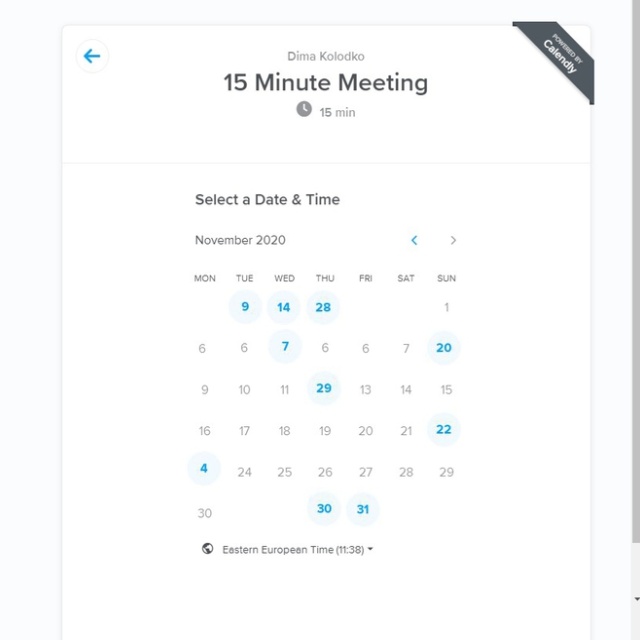 Dima Kolodko
15 Minute Meeting
15 min
POWERED BY
Calendly
Select a Date & Time
November 2020
MON TUE WED THU FRI SAT SUN
9 14 28 1
6 6 7 6 6 7 20
9 10 11 29 13 14 15
16 17 18 19 20 21 22
4 24 25 26 27 28 29
30 30 31
Eastern European Time (11:38)